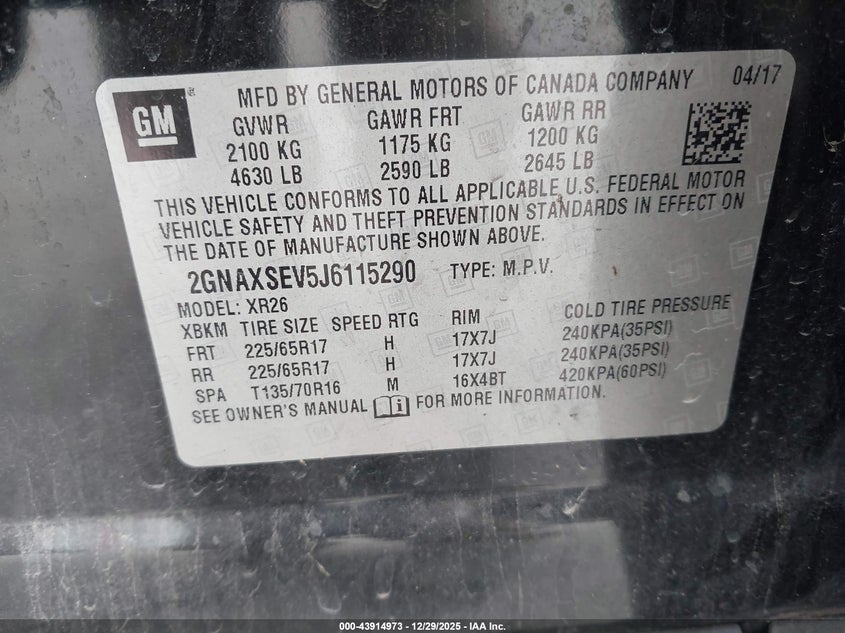 GM
MFD BY GENERAL MOTORS OF CANADA COMPANY 04/17
GVWR GAWR FRT GAWR RR
2100 KG 1175 KG 1200 KG
4630 LB 2590 LB 2645 LB
THIS VEHICLE CONFORMS TO ALL APPLICABLE U.S. FEDERAL MOTOR
VEHICLE SAFETY AND THEFT PREVENTION STANDARDS IN EFFECT ON
THE DATE OF MANUFACTURE SHOWN ABOVE.
2GNAXSEV5J6115290 TYPE: M.P.V.
MODEL: XR26
XBKM TIRE SIZE SPEED RTG RIM COLD TIRE PRESSURE
FRT 225/65R17 H 17X7J 240KPA(35PSI)
RR 225/65R17 H 17X7J 240KPA(35PSI)
SPA T135/70R16 M 16X4BT 420KPA(60PSI)
SEE OWNER'S MANUAL i FOR MORE INFORMATION.
000-43914973 - 12/29/2025 - IAA Inc.